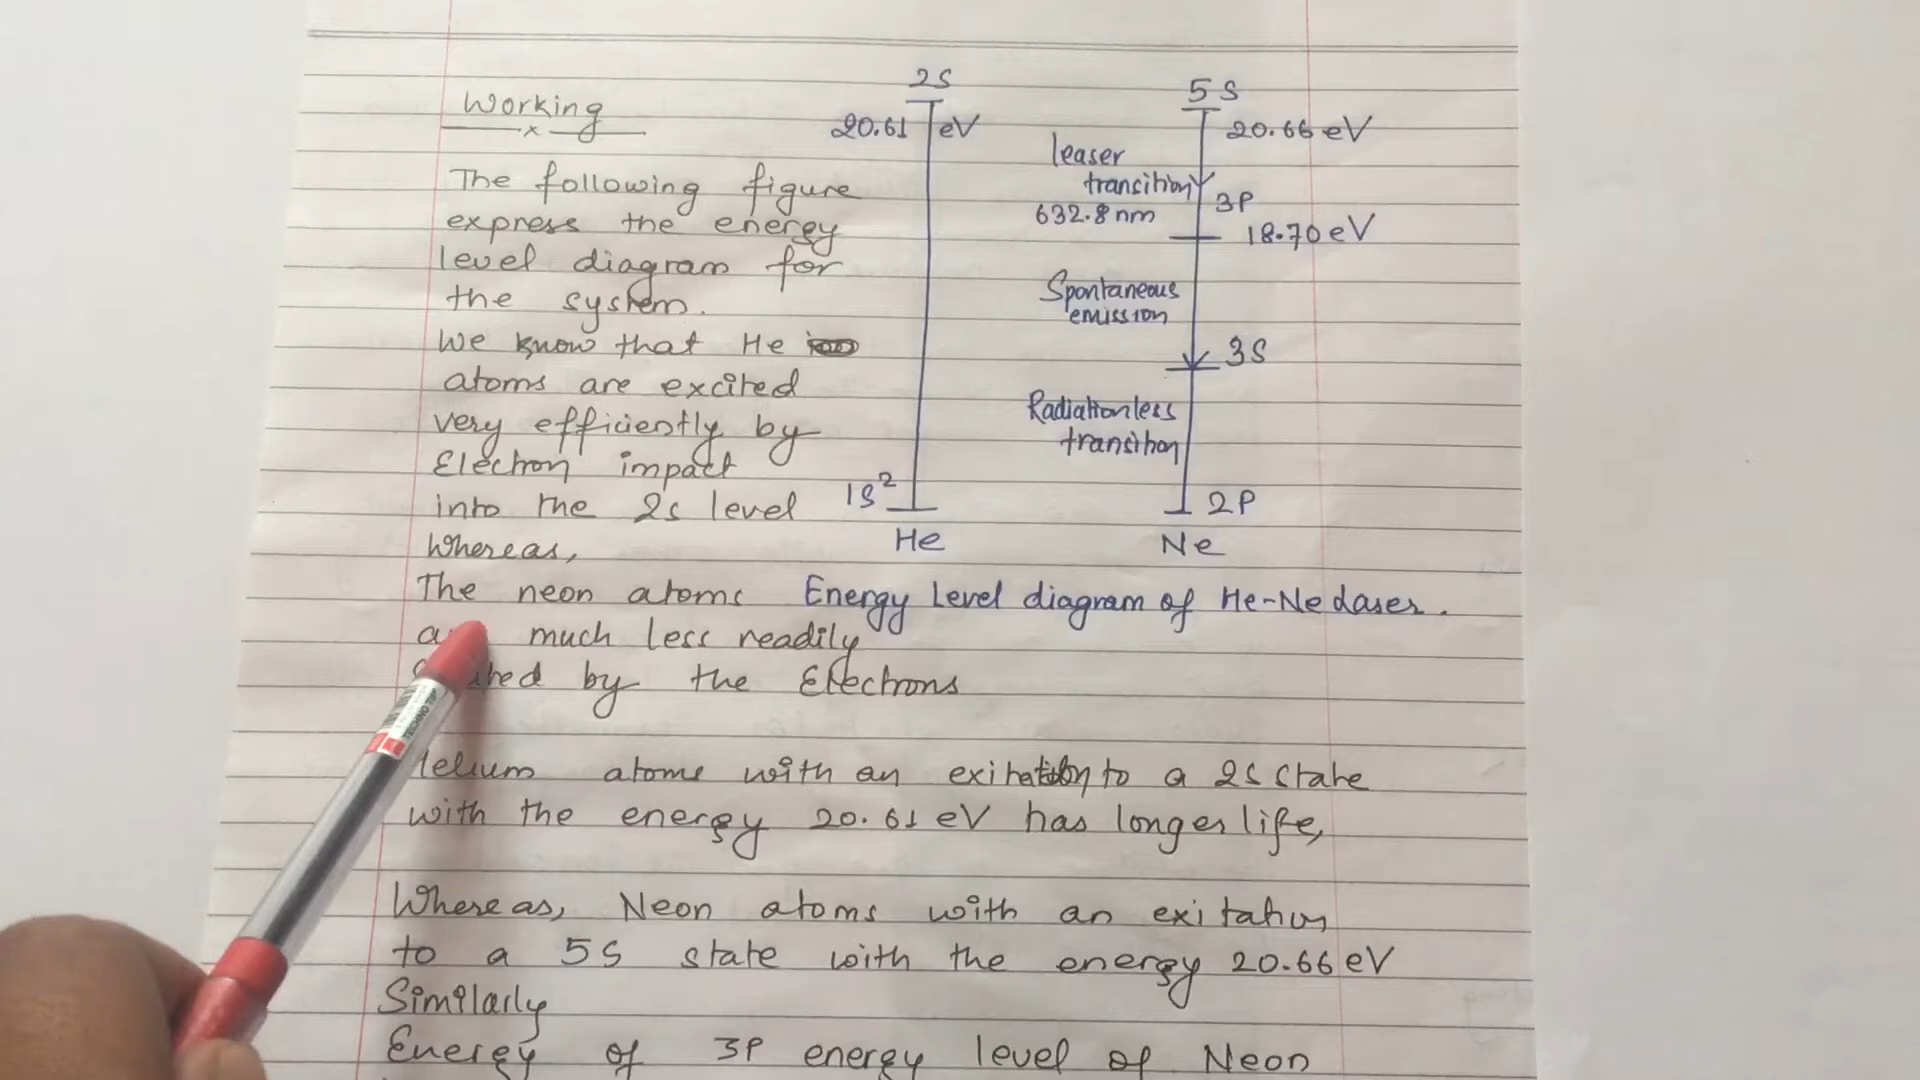 Working
x
The following figure
express the energy
level diagram for
the system.
We know that He
atoms are excited
very efficiently by
Electron impact
into the 2s level
Whereas,
The neon atoms
much less readily
by the Electrons
2S
20.61 eV
1S²
He
5 S
20.66 eV
leaser
transition
632.8nm
3P
18.70 eV
Spontaneous
emission
3S
Radiationless
transition
2P
Ne
Energy Level diagram of He-Ne Laser.
atoms with an to a 2s state
with the energy 20.61 eV has longer life,
Whereas, Neon atoms with an exitation
to a 5S state with the energy 20.66 eV
Similarly
Energy of 3P energy level of Neon
TECHNO TIP